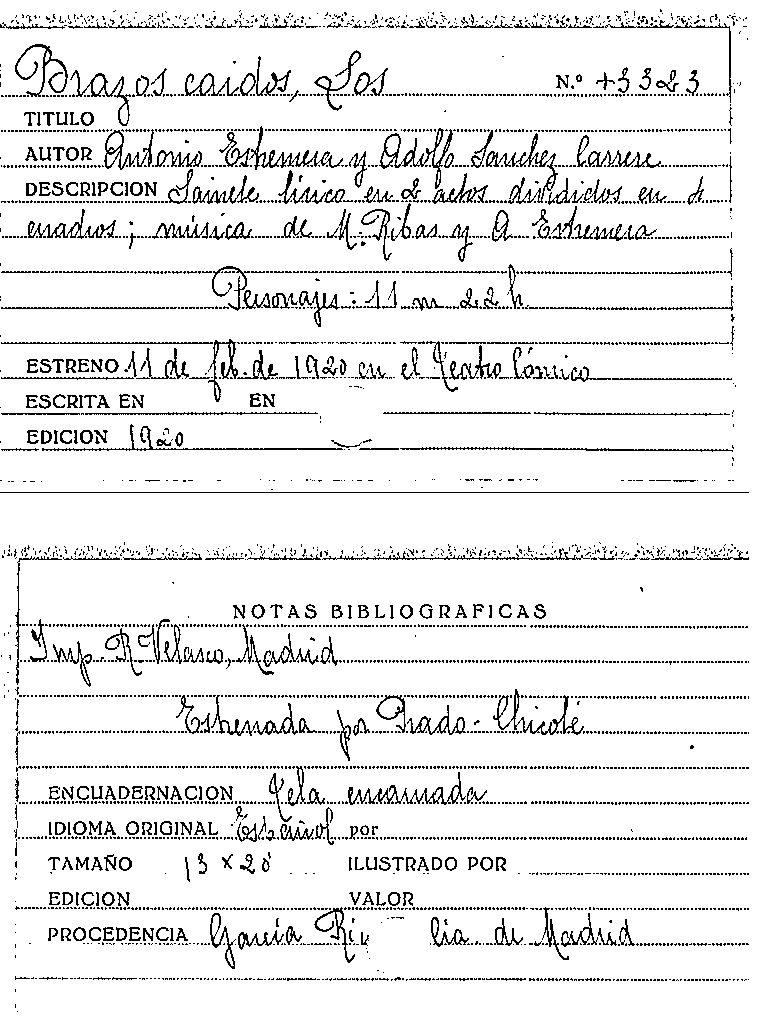 Brazos caidos, Los N.º +3323
TITULO
AUTOR Antonio Estremera y Adolfo Sanchez Carrere
DESCRIPCION Sainete lírico en 2 actos divididos en 4
cuadros; música de M. Ribas y A Estremera
Personajes: 11 m 22 h.
ESTRENO 11 de feb. de 1920 en el Teatro Cómico
ESCRITA EN EN
EDICION 1920
NOTAS BIBLIOGRAFICAS
Imp. R. Velasco, Madrid
Estrenada por Prado-Chicote
ENCUADERNACION Tela encarnada
IDIOMA ORIGINAL Español por
TAMAÑO 13 x 20 ILUSTRADO POR
EDICION VALOR
PROCEDENCIA García lia. de Madrid